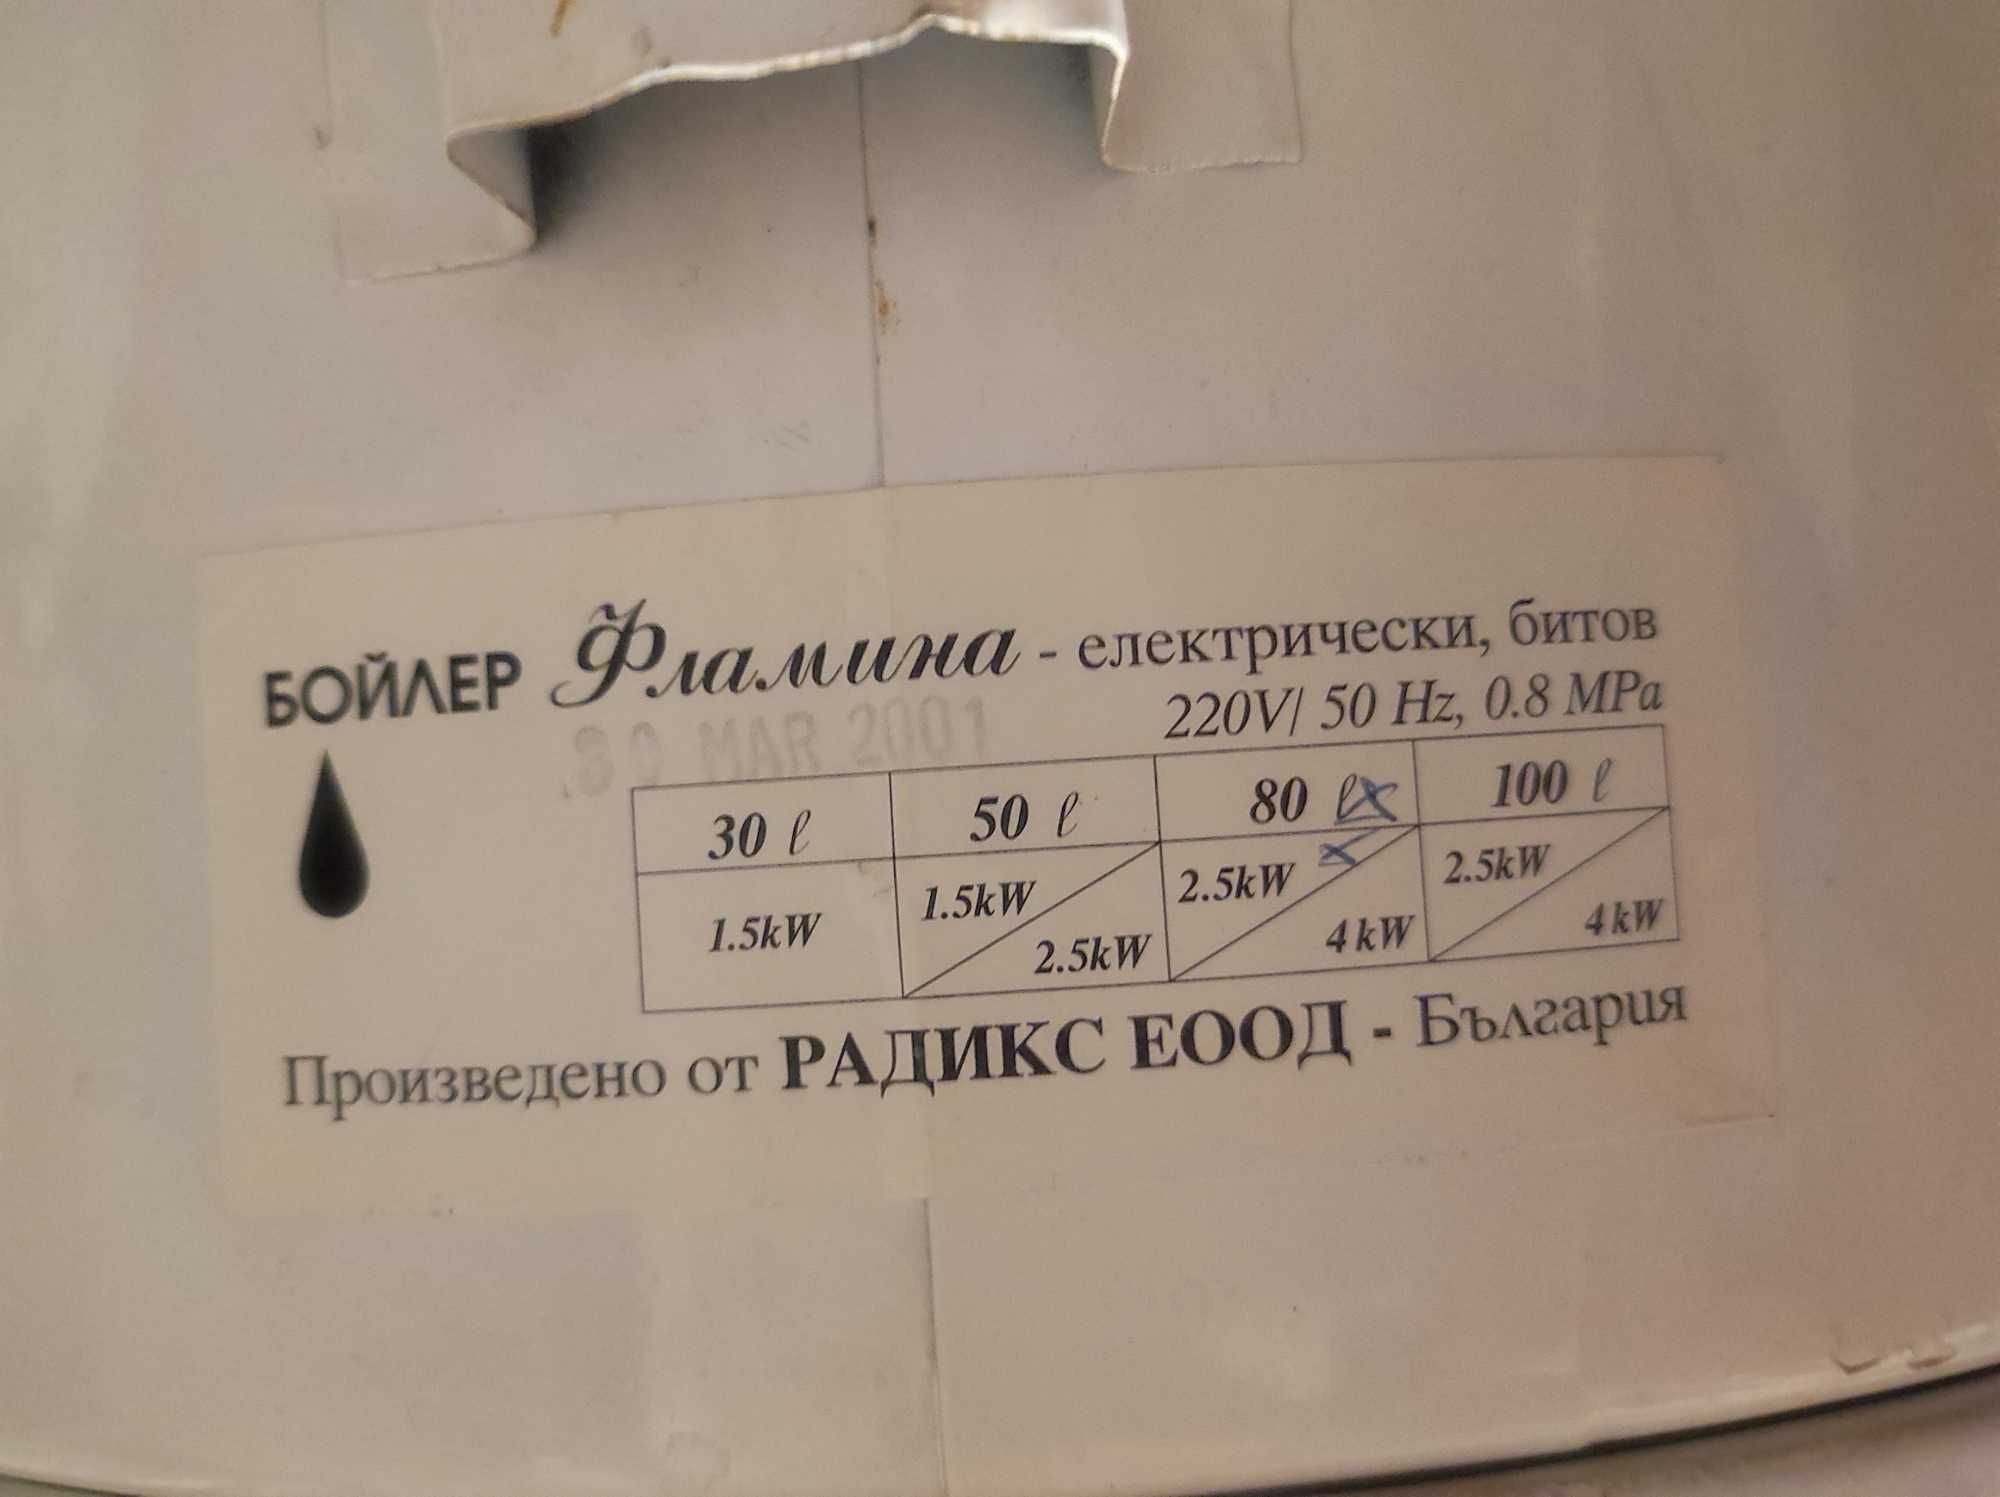 БОЙЛЕР Фламина - електрически, битов
220V/ 50 Hz, 0.8 MPa
30 MAR 2001
30 ℓ 50 ℓ 80 ℓx 100 ℓ
1.5kW 1.5kW 2.5kW x 2.5kW
2.5kW 4 kW 4 kW
Произведено от РАДИКС ЕООД - България